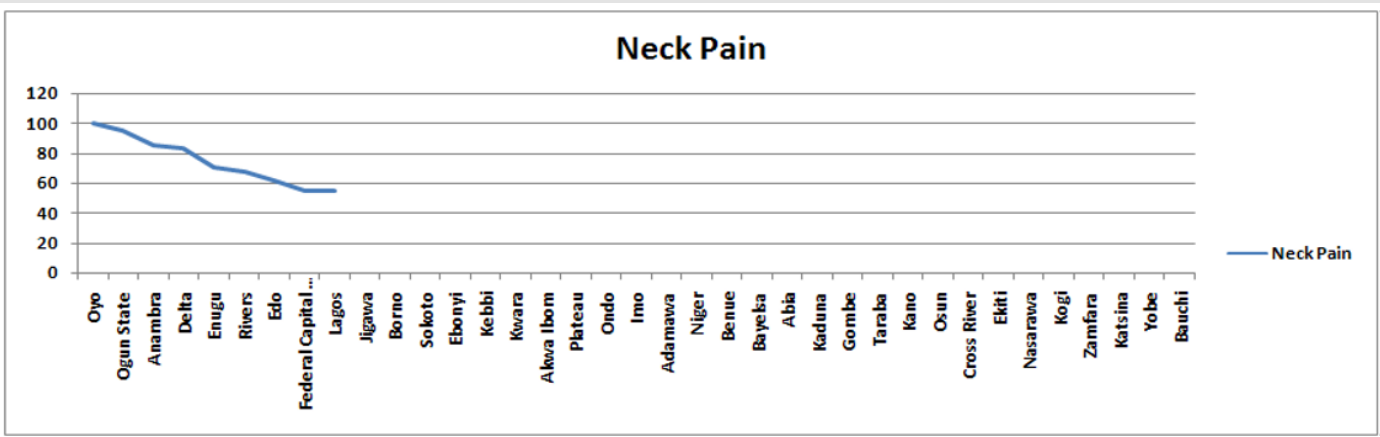 Neck Pain
120
100
80
60
40
20
0
Oyo
Ogun State
Anambra
Delta
Enugu
Rivers
Edo
Federal Capital ...
Lagos
Jigawa
Borno
Sokoto
Ebonyi
Kebbi
Kwara
Akwa Ibom
Plateau
Ondo
Imo
Adamawa
Niger
Benue
Bayelsa
Abia
Kaduna
Gombe
Taraba
Kano
Osun
Cross River
Ekiti
Nasarawa
Kogi
Zamfara
Katsina
Yobe
Bauchi
Neck Pain